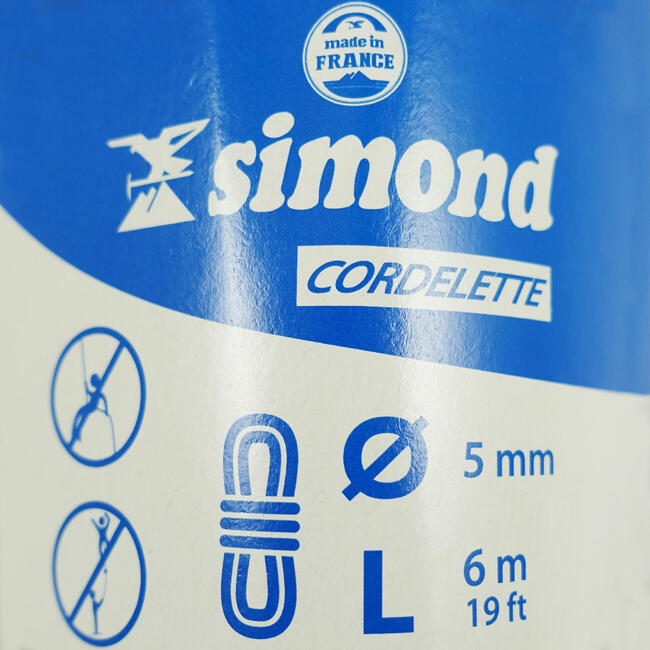 made in
FRANCE
simond
CORDELETTE
Ø 5 mm
L 6 m
19 ft